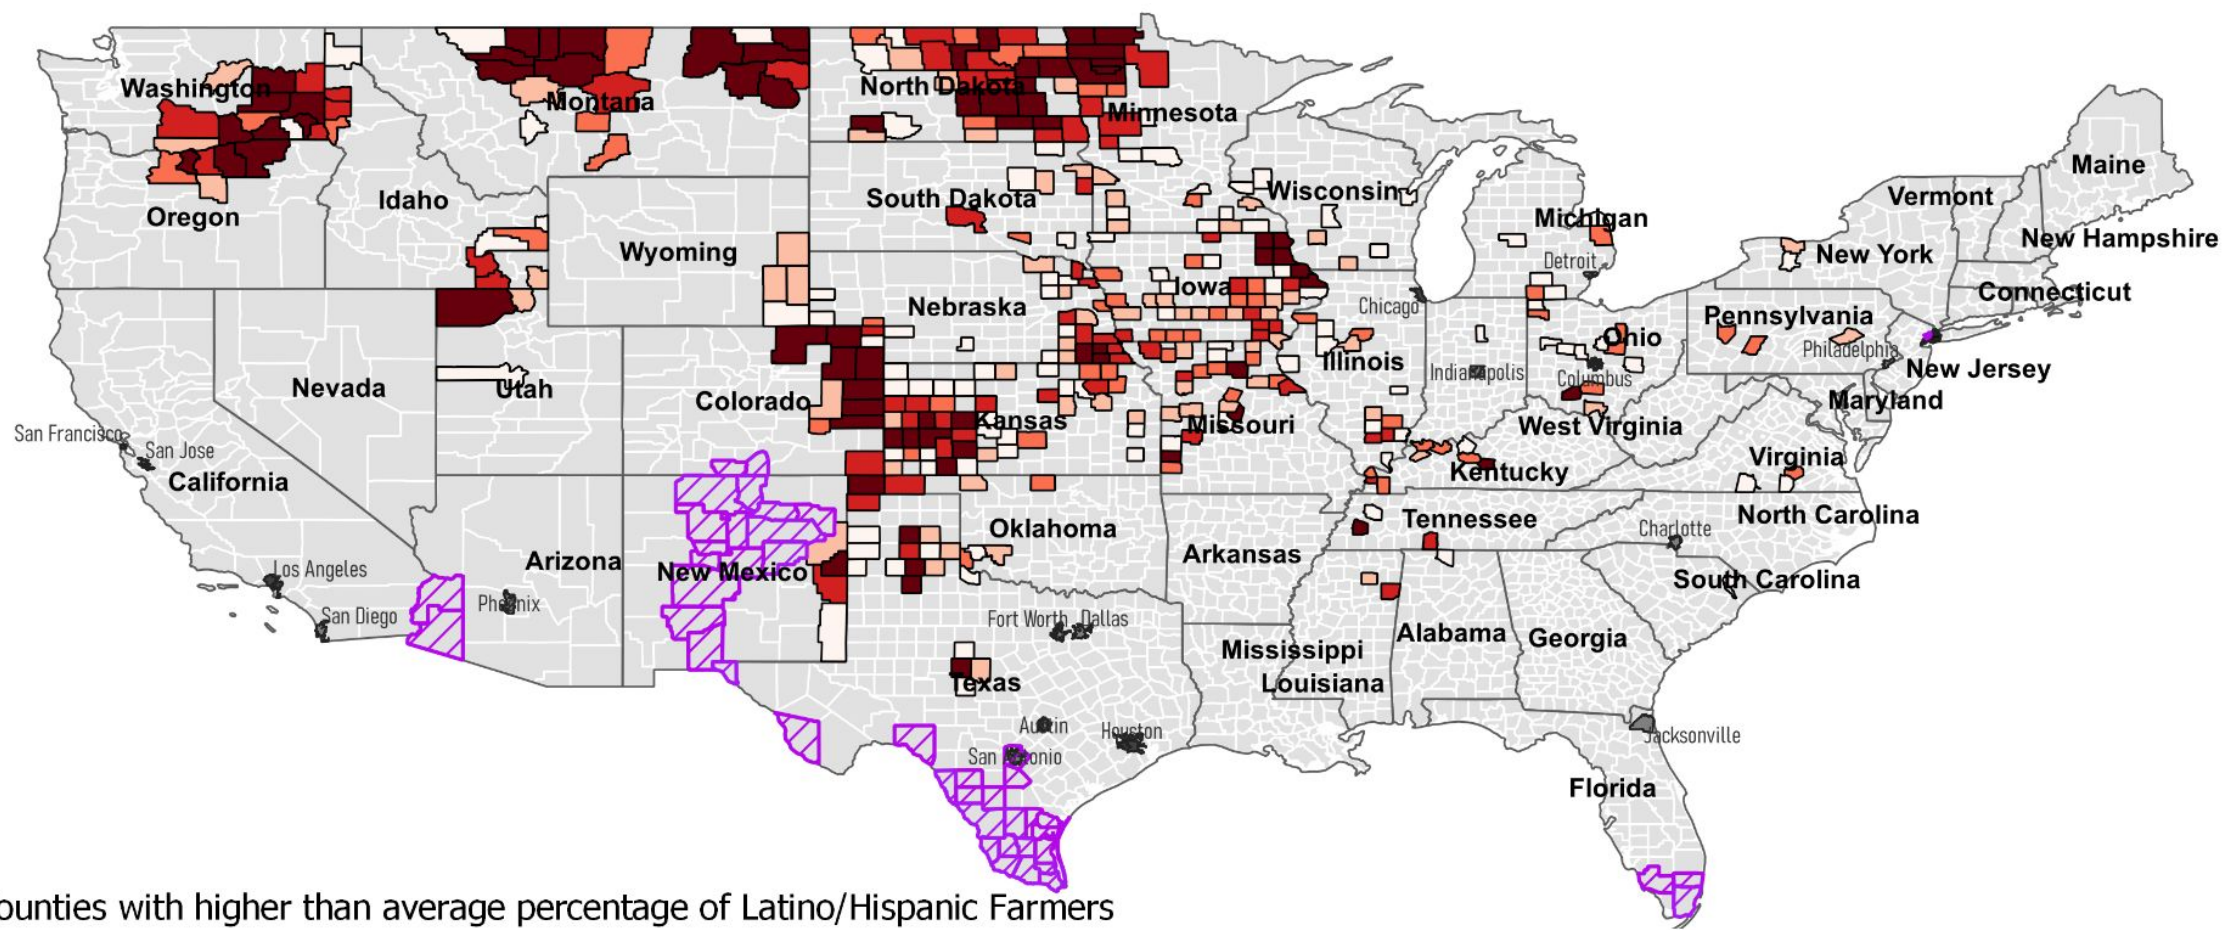 Washington
Montana
North Dakota
Minnesota
Maine
Oregon
Idaho
South Dakota
Wisconsin
Michigan
Vermont
New Hampshire
Wyoming
Detroit
New York
Nebraska
Iowa
Chicago
Connecticut
Pennsylvania
Ohio
Philadelphia
New Jersey
Nevada
Utah
Colorado
Illinois
Indianapolis
Columbus
Maryland
Kansas
Missouri
West Virginia
San Francisco
San Jose
California
Kentucky
Virginia
Oklahoma
Tennessee
Charlotte
North Carolina
Los Angeles
Arizona
New Mexico
Arkansas
South Carolina
San Diego
Phoenix
Fort Worth
Dallas
Mississippi
Alabama
Georgia
Texas
Louisiana
Austin
Houston
San Antonio
Jacksonville
Florida
ounties with higher than average percentage of Latino/Hispanic Farmers